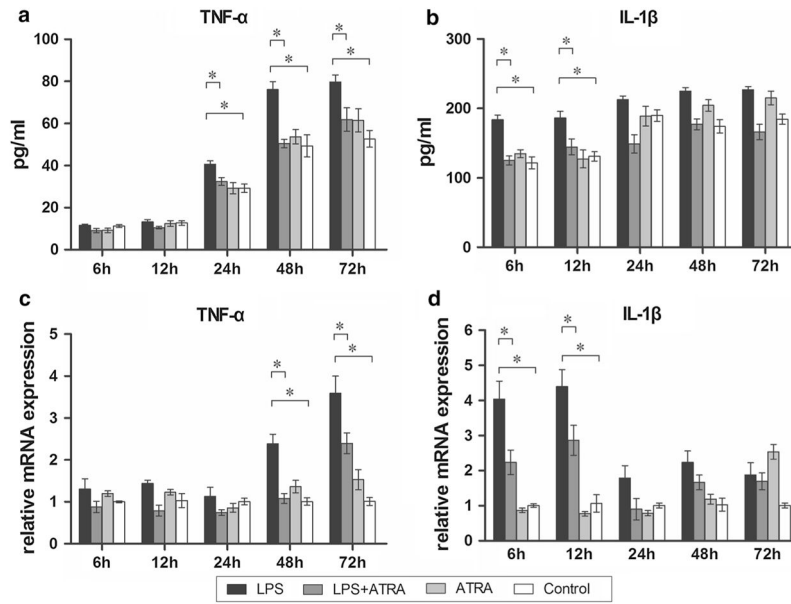 a TNF-α
pg/ml
100
80
60
40
20
0
* * * * * *
6h 12h 24h 48h 72h
b IL-1β
pg/ml
300
200
100
0
* * * *
6h 12h 24h 48h 72h
c TNF-α
relative mRNA expression
5
4
3
2
1
0
* * * *
6h 12h 24h 48h 72h
d IL-1β
relative mRNA expression
6
5
4
3
2
1
0
* * * *
6h 12h 24h 48h 72h
LPS LPS+ATRA ATRA Control